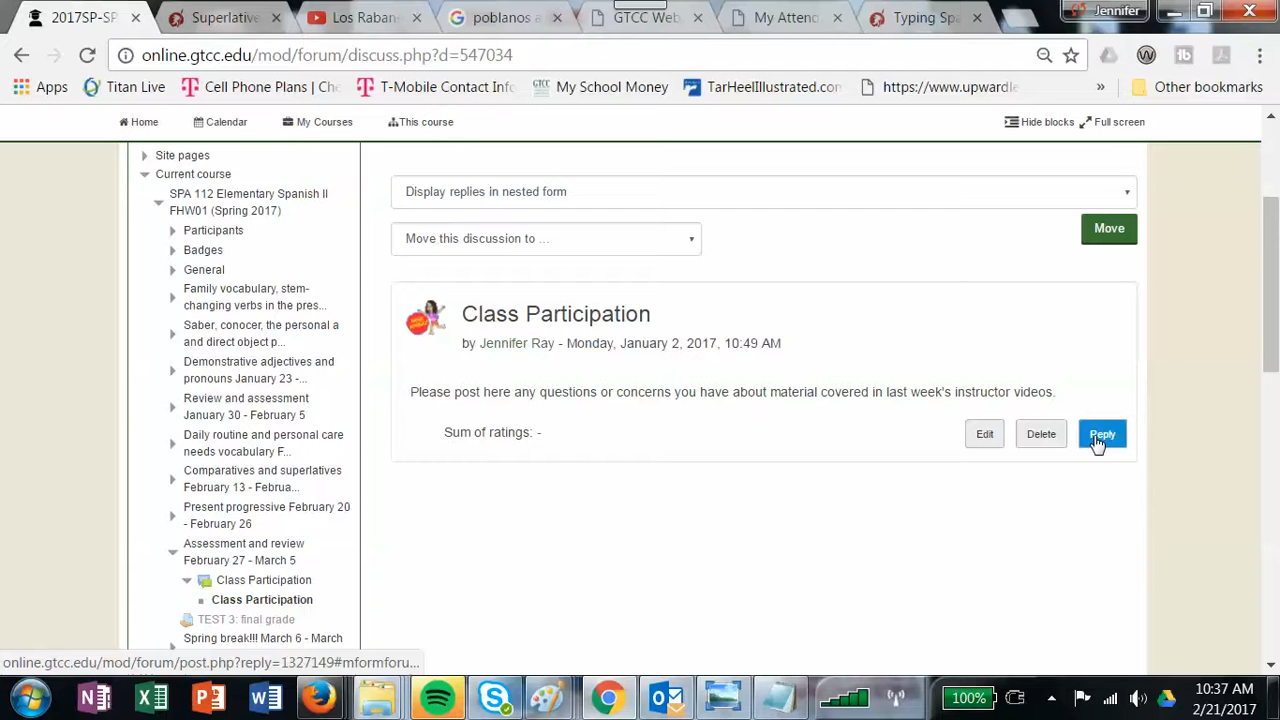 2017SP-SP
Superlative
Los Raban
poblanos a
GTCC Web
My Attend
Typing Spa
Jennifer
online.gtcc.edu/mod/forum/discuss.php?d=547034
Apps
Titan Live
Cell Phone Plans | Che
T-Mobile Contact Info
My School Money
TarHeelIllustrated.com
https://www.upwardle
»
Other bookmarks
Home
Calendar
My Courses
This course
Hide blocks
Full screen
Site pages
Current course
SPA 112 Elementary Spanish II
FHW01 (Spring 2017)
Participants
Badges
General
Family vocabulary, stem-
changing verbs in the pres...
Saber, conocer, the personal a
and direct object p...
Demonstrative adjectives and
pronouns January 23 -...
Review and assessment
January 30 - February 5
Daily routine and personal care
needs vocabulary F...
Comparatives and superlatives
February 13 - Februa...
Present progressive February 20
- February 26
Assessment and review
February 27 - March 5
Class Participation
Class Participation
TEST 3: final grade
Spring break!!! March 6 - March
Display replies in nested form
Move this discussion to ...
Move
Class Participation
by Jennifer Ray - Monday, January 2, 2017, 10:49 AM
Please post here any questions or concerns you have about material covered in last week's instructor videos.
Sum of ratings: -
Edit
Delete
Reply
online.gtcc.edu/mod/forum/post.php?reply=1327149#mformforu...
100%
10:37 AM
2/21/2017